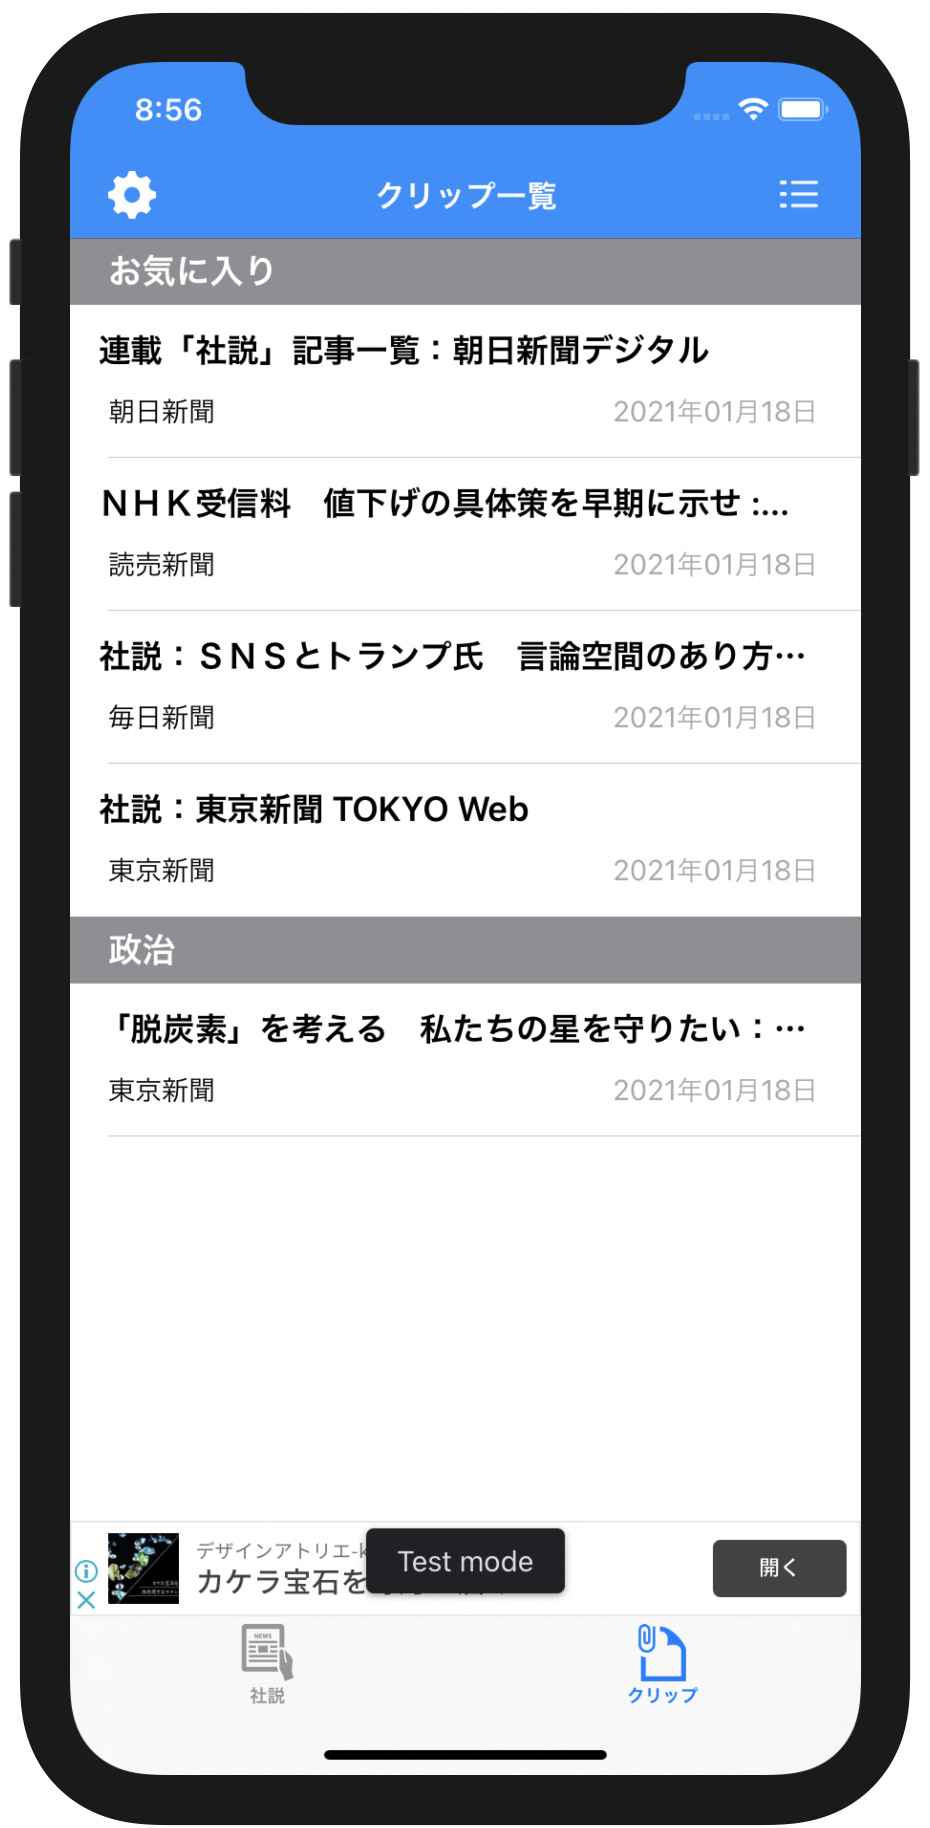 8:56
クリップ一覧
お気に入り
連載「社説」記事一覧：朝日新聞デジタル
朝日新聞 2021年01月18日
ＮＨＫ受信料　値下げの具体策を早期に示せ :...
読売新聞 2021年01月18日
社説：ＳＮＳとトランプ氏　言論空間のあり方…
毎日新聞 2021年01月18日
社説：東京新聞 TOKYO Web
東京新聞 2021年01月18日
政治
「脱炭素」を考える　私たちの星を守りたい：…
東京新聞 2021年01月18日
デザインアトリエ-k
カケラ宝石を
Test mode
開く
NEWS
社説
クリップ